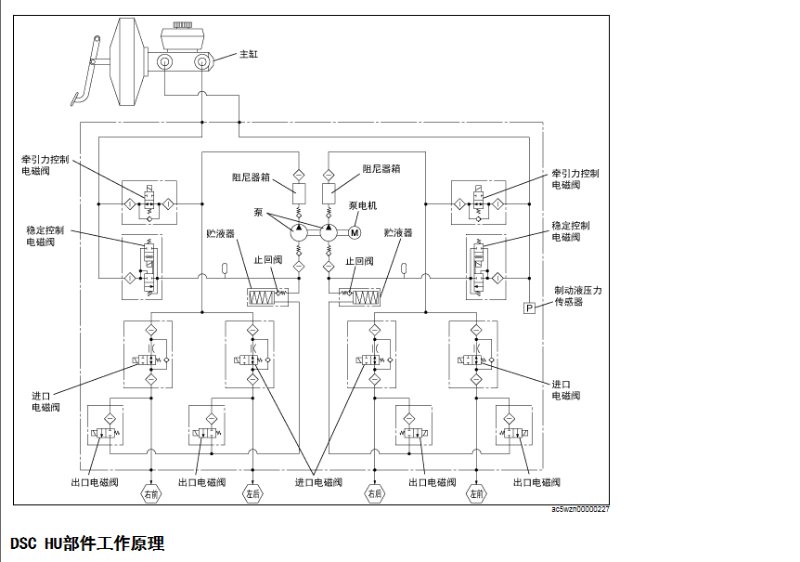 主缸
牵引力控制
电磁阀
阻尼器箱
阻尼器箱
牵引力控制
电磁阀
泵
泵电机
M
稳定控制
电磁阀
贮液器
贮液器
稳定控制
电磁阀
止回阀
止回阀
制动液压力
传感器
P
进口
电磁阀
进口
电磁阀
出口电磁阀
出口电磁阀
进口电磁阀
出口电磁阀
出口电磁阀
右前
左后
右后
左前
ac5wzn00000227
DSC HU部件工作原理